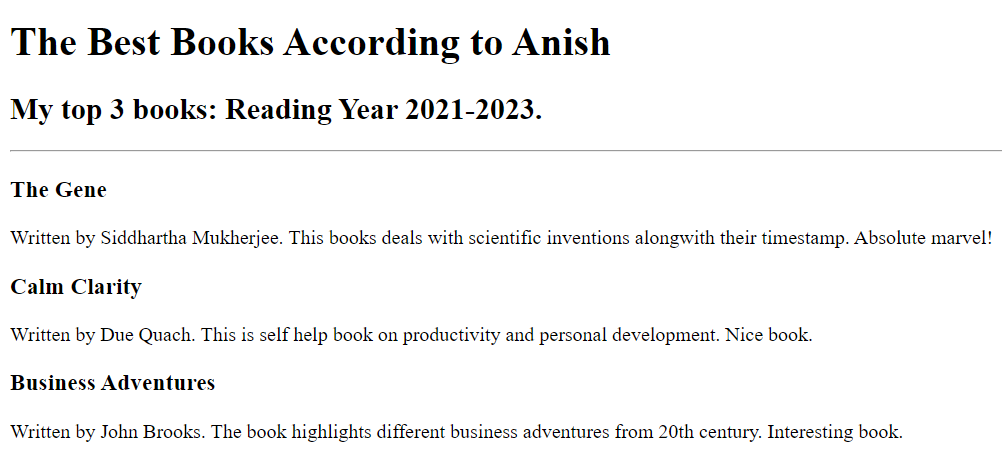 The Best Books According to Anish
My top 3 books: Reading Year 2021-2023.
The Gene
Written by Siddhartha Mukherjee. This books deals with scientific inventions alongwith their timestamp. Absolute marvel!
Calm Clarity
Written by Due Quach. This is self help book on productivity and personal development. Nice book.
Business Adventures
Written by John Brooks. The book highlights different business adventures from 20th century. Interesting book.